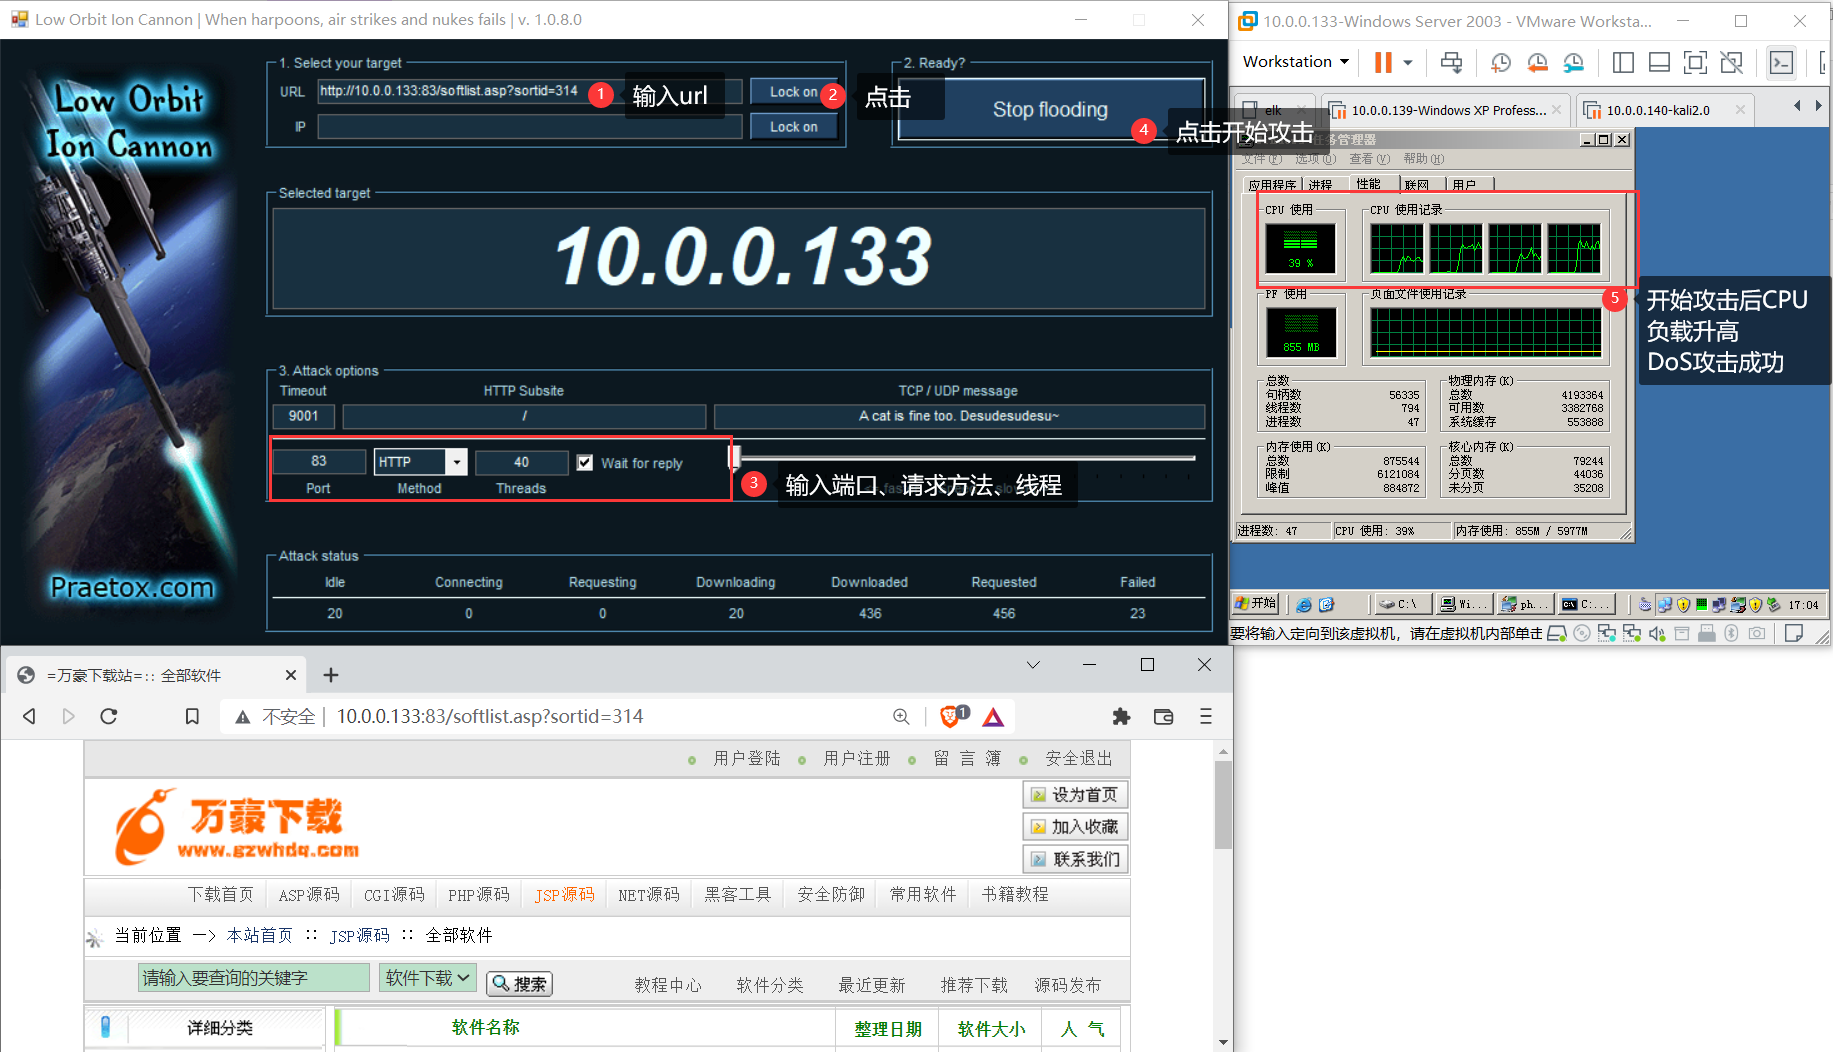 Low Orbit Ion Cannon | When harpoons, air strikes and nukes fails | v. 1.0.8.0
Low Orbit
Ion Cannon
Praetox.com
1. Select your target
URL http://10.0.0.133:83/softlist.asp?sortid=314 Lock on
1 输入url
2 点击
IP Lock on
2. Ready?
Stop flooding
4 点击开始攻击
Selected target
10.0.0.133
3. Attack options
Timeout HTTP Subsite TCP / UDP message
9001 / A cat is fine too. Desudesudesu~
83 HTTP 40 Wait for reply
Port Method Threads
3 输入端口、请求方法、线程
Attack status
Idle Connecting Requesting Downloading Downloaded Requested Failed
20 0 0 20 436 456 23
10.0.0.133-Windows Server 2003 - VMware Worksta...
Workstation
elk 10.0.0.139-Windows XP Profess... 10.0.0.140-kali2.0
任务管理器
文件(F) 选项(O) 查看(V) 帮助(H)
应用程序 进程 性能 联网 用户
CPU 使用 CPU 使用记录
39 %
PF 使用 页面文件使用记录
855 MB
5 开始攻击后CPU
负载升高
DoS攻击成功
总数 物理内存(K)
句柄数 56335 总数 4193364
线程数 794 可用数 3382768
进程数 47 系统缓存 553888
内存使用(K) 核心内存(K)
总数 875544 总数 79244
限制 6121084 分页数 44036
峰值 884872 未分页 35208
进程数: 47 CPU 使用: 39% 内存使用: 855M / 5977M
开始 C:\ Wi... ph... C:... 17:04
要将输入定向到该虚拟机，请在虚拟机内部单击
=万豪下载站=:: 全部软件
不安全 10.0.0.133:83/softlist.asp?sortid=314 1
用户登陆 用户注册 留 言 簿 安全退出
万豪下载
www.gzwhdq.com
设为首页
加入收藏
联系我们
下载首页 ASP源码 CGI源码 PHP源码 JSP源码 NET源码 黑客工具 安全防御 常用软件 书籍教程
当前位置 —> 本站首页 :: JSP源码 :: 全部软件
请输入要查询的关键字 软件下载 搜索 教程中心 软件分类 最近更新 推荐下载 源码发布
详细分类 软件名称 整理日期 软件大小 人 气